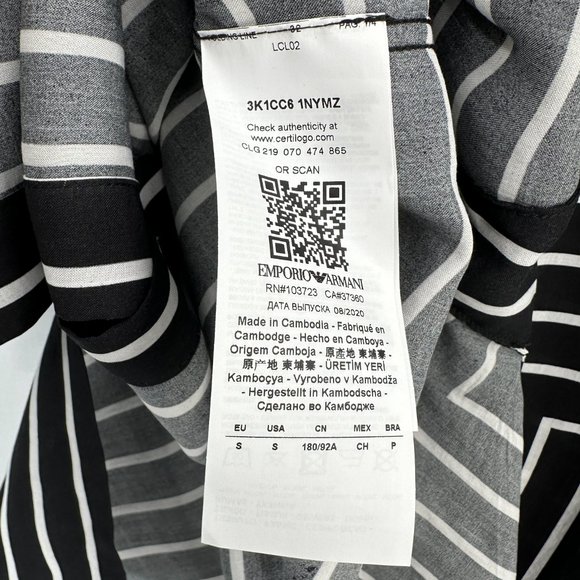 32
LCL02
3K1CC6 1NYMZ
Check authenticity at
www.certilogo.com
CLG 219 070 474 865
OR SCAN
EMPORIO ARMANI
RN#103723 CA#37360
ДАТА ВЫПУСКА 08/2020
Made in Cambodia - Fabriqué en
Cambodge - Hecho en Camboya -
Origem Camboja - 原產地 柬埔寨 -
原产地 柬埔寨 - ÜRETİM YERİ
Kamboçya - Vyrobeno v Kambodža
- Hergestellt in Kambodscha -
Сделано во Камбодже
EU USA CN MEX BRA
S S 180/92A CH P